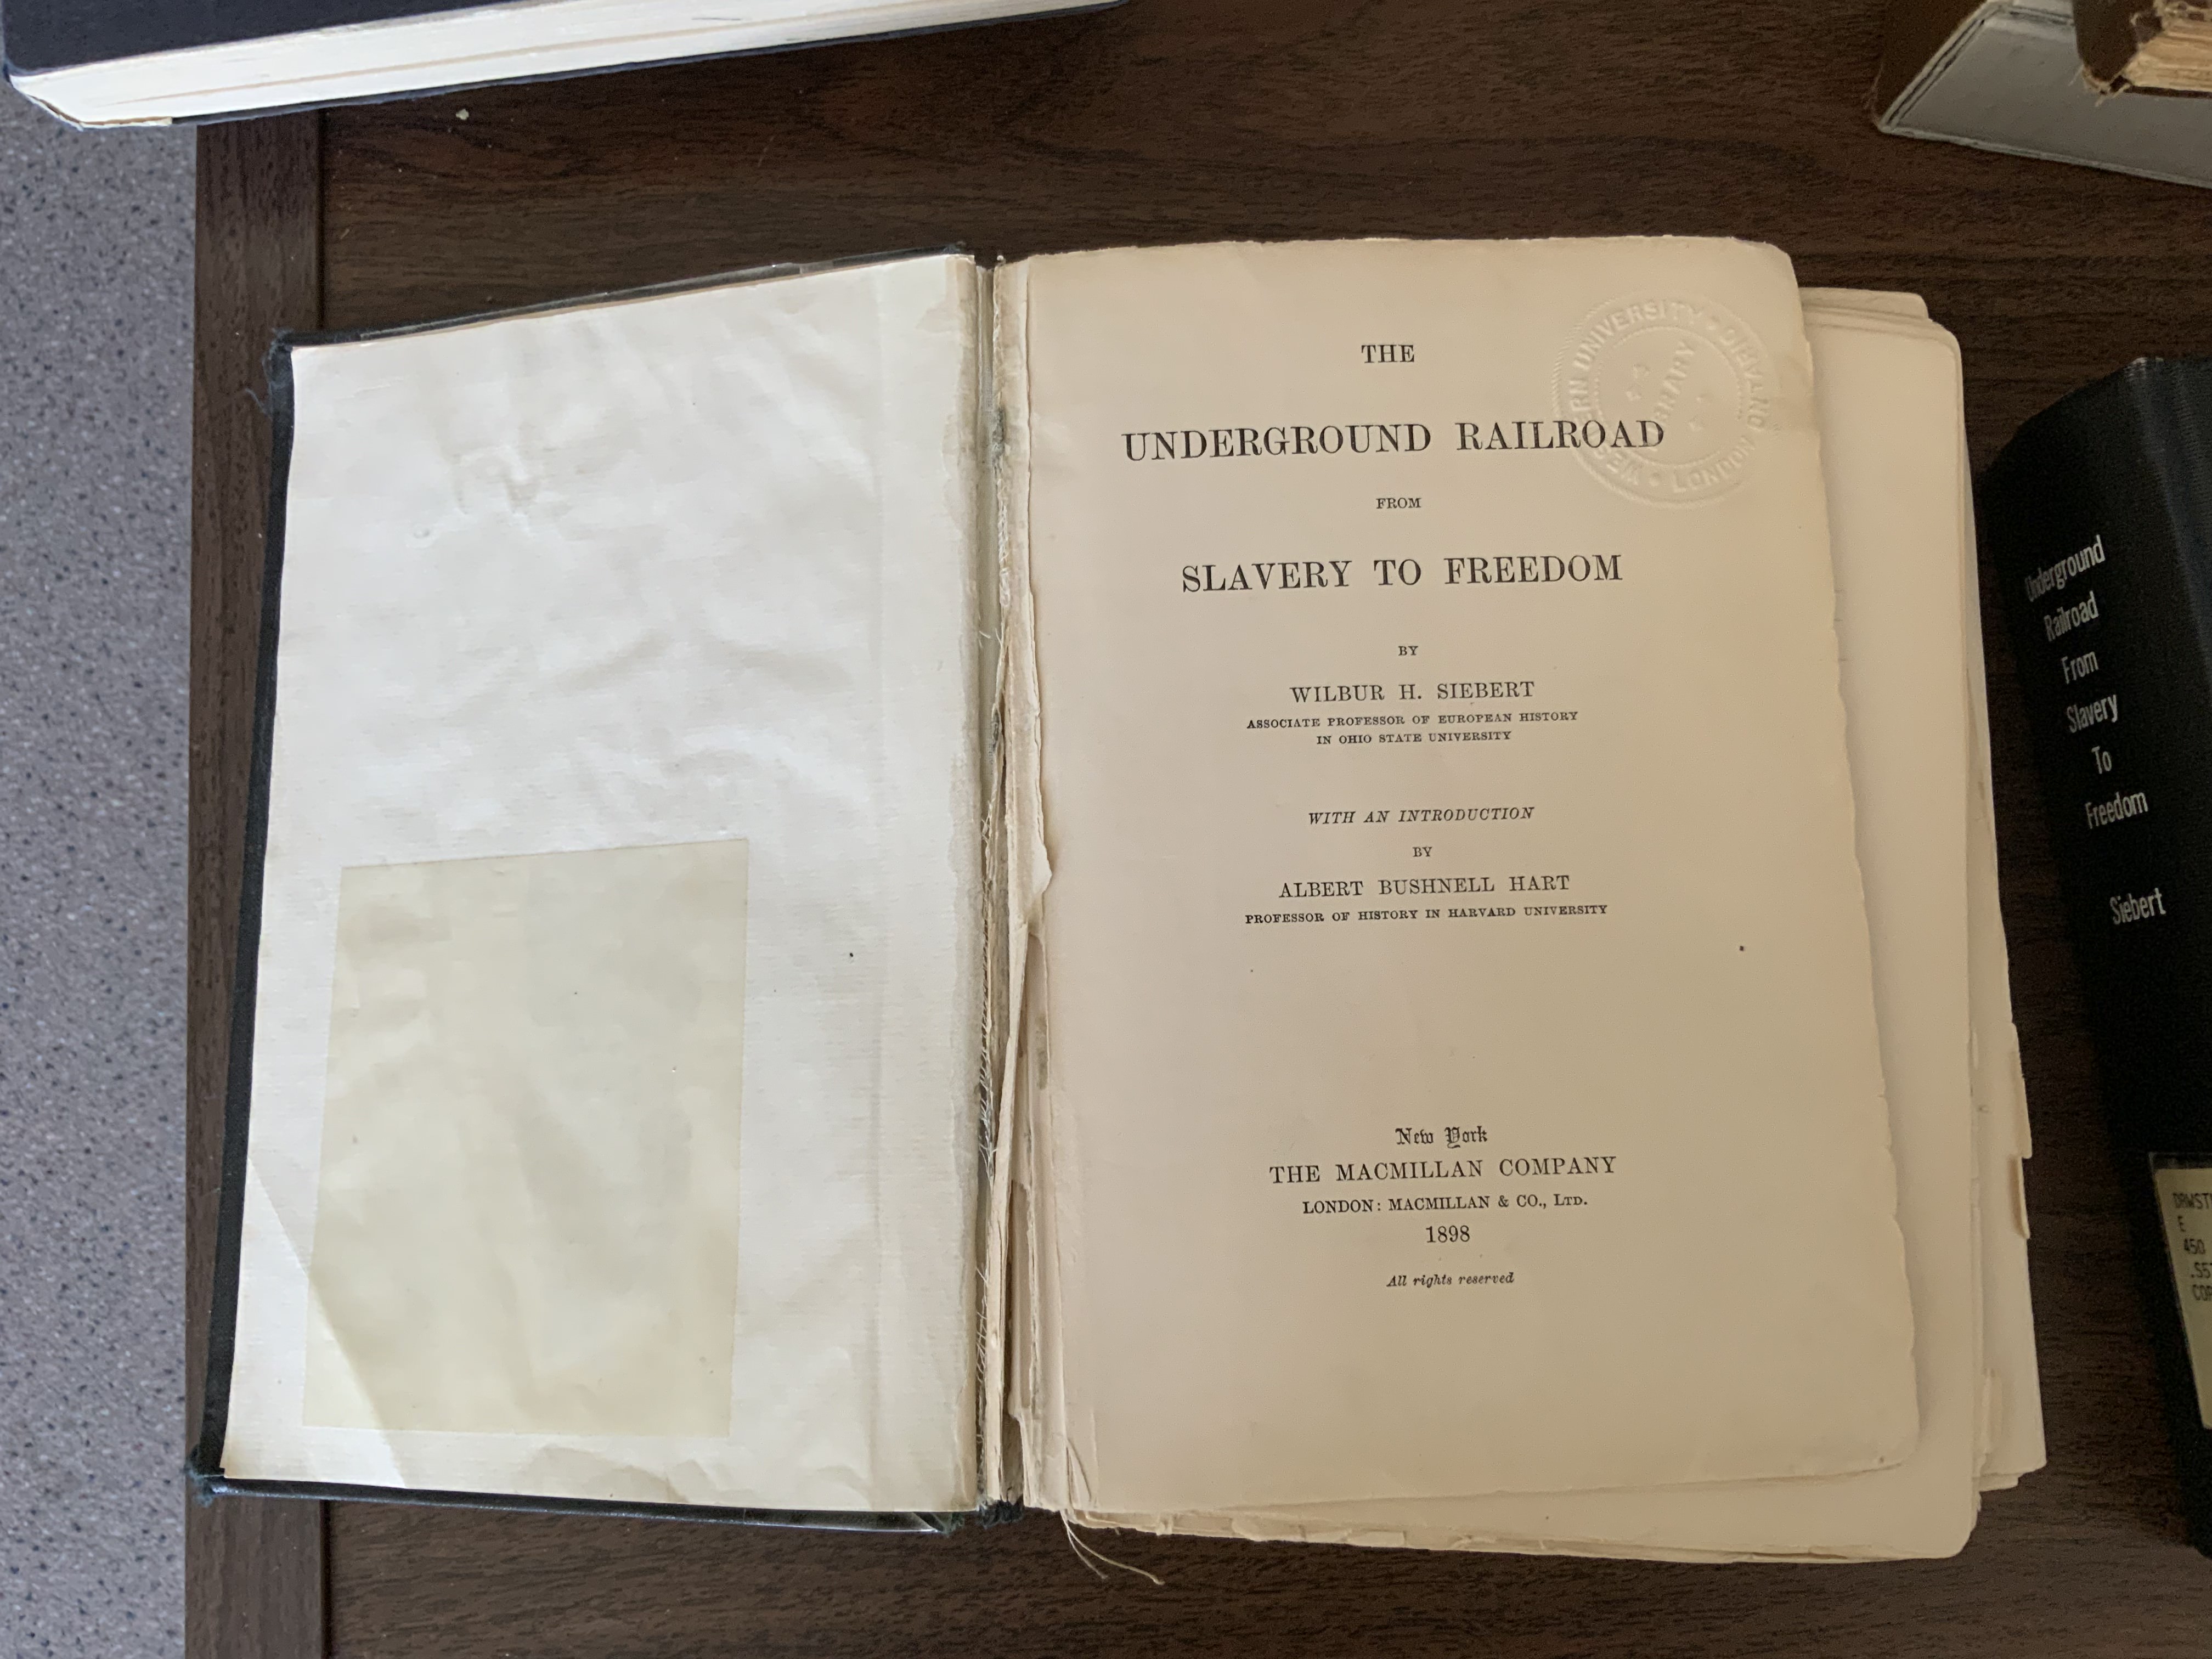 THE
UNDERGROUND RAILROAD
FROM
SLAVERY TO FREEDOM
BY
WILBUR H. SIEBERT
ASSOCIATE PROFESSOR OF EUROPEAN HISTORY
IN OHIO STATE UNIVERSITY
WITH AN INTRODUCTION
BY
ALBERT BUSHNELL HART
PROFESSOR OF HISTORY IN HARVARD UNIVERSITY
New York
THE MACMILLAN COMPANY
LONDON: MACMILLAN & CO., LTD.
1898
All rights reserved
UNIVERSITY • LONDON ONTARIO
Underground
Railroad
From
Slavery
To
Freedom
Siebert
E
450